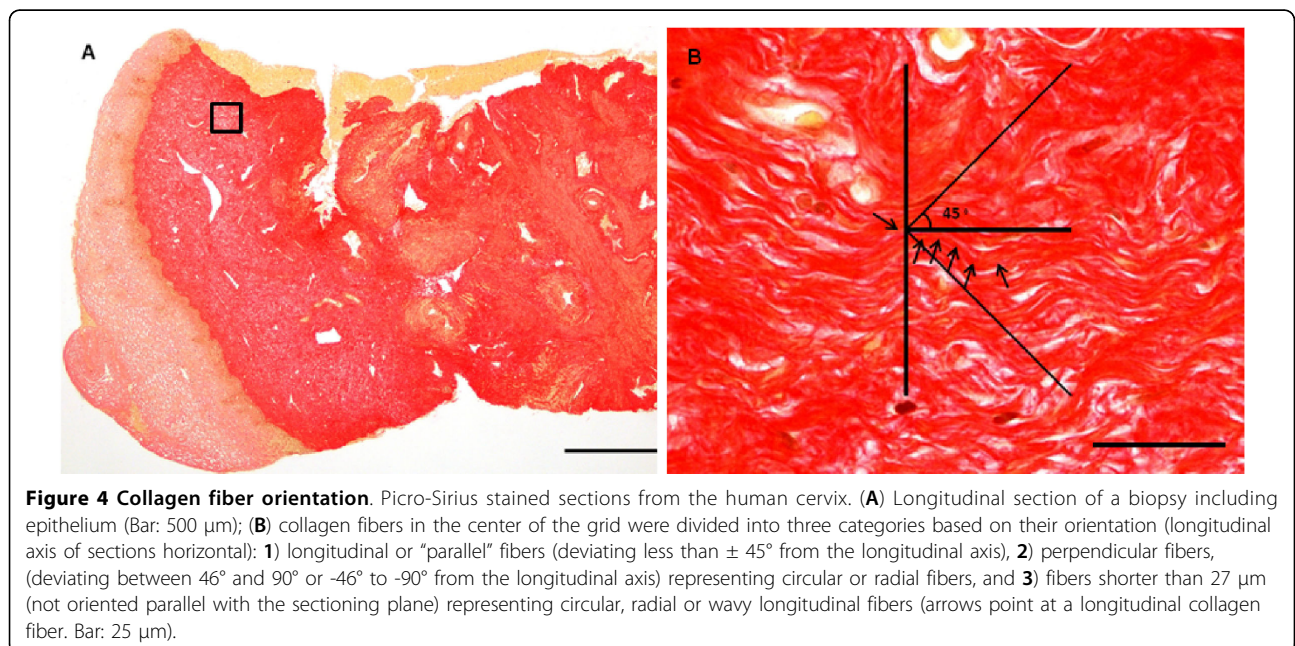 A
B
45°
Figure 4 Collagen fiber orientation. Picro-Sirius stained sections from the human cervix. (A) Longitudinal section of a biopsy including
epithelium (Bar: 500 μm); (B) collagen fibers in the center of the grid were divided into three categories based on their orientation (longitudinal
axis of sections horizontal): 1) longitudinal or “parallel” fibers (deviating less than ± 45° from the longitudinal axis), 2) perpendicular fibers,
(deviating between 46° and 90° or -46° to -90° from the longitudinal axis) representing circular or radial fibers, and 3) fibers shorter than 27 μm
(not oriented parallel with the sectioning plane) representing circular, radial or wavy longitudinal fibers (arrows point at a longitudinal collagen
fiber. Bar: 25 μm).